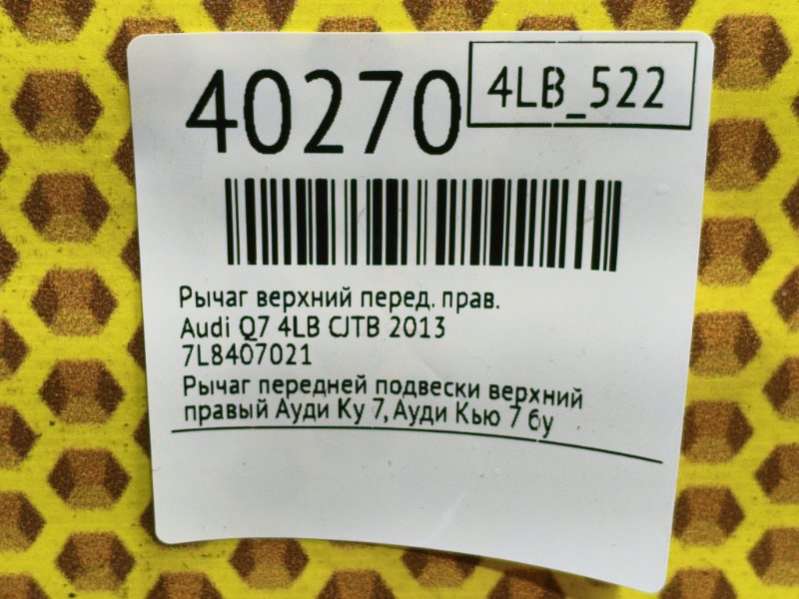 40270
4LB_522
Рычаг верхний перед. прав.
Audi Q7 4LB CJTB 2013
7L8407021
Рычаг передней подвески верхний
правый Ауди Ку 7, Ауди Кью 7 бу